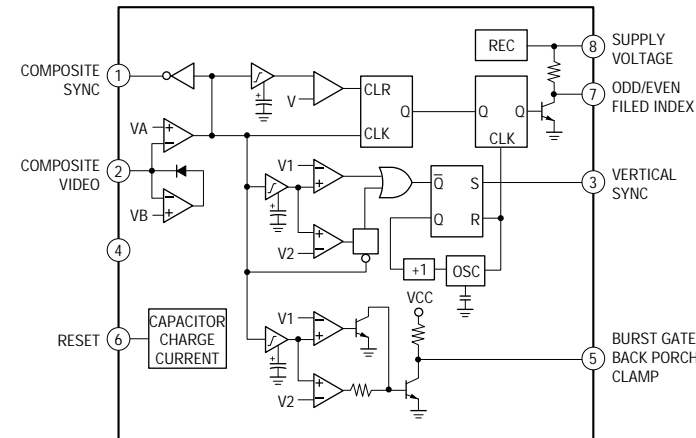 REC
8
SUPPLY
VOLTAGE
COMPOSITE
SYNC
1
7
ODD/EVEN
FILED INDEX
V
CLR
CLK
Q
Q
Q
CLK
VA
COMPOSITE
VIDEO
2
VB
V1
V2
Q̅
S
Q
R
3
VERTICAL
SYNC
4
+1
OSC
VCC
RESET
6
CAPACITOR
CHARGE
CURRENT
V1
V2
5
BURST GATE
BACK PORCH
CLAMP
+
−
−
+
+
+
−
+
+
−
+
−
+
+
−